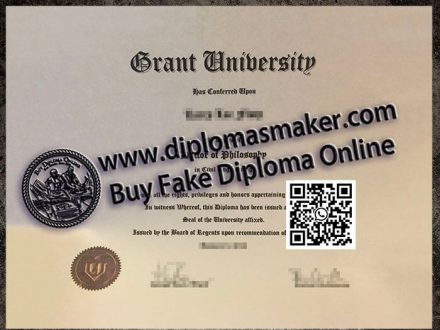 Grant University
Has Conferred Upon
www.diplomasmaker.com
of Philosophy
in Civil
Buy Fake Diploma Online
all the rights, privileges and honors appertaining
In witness Whereof, this Diploma has been issued
Seal of the University affixed.
Issued by the Board of Regents upon recommendation of